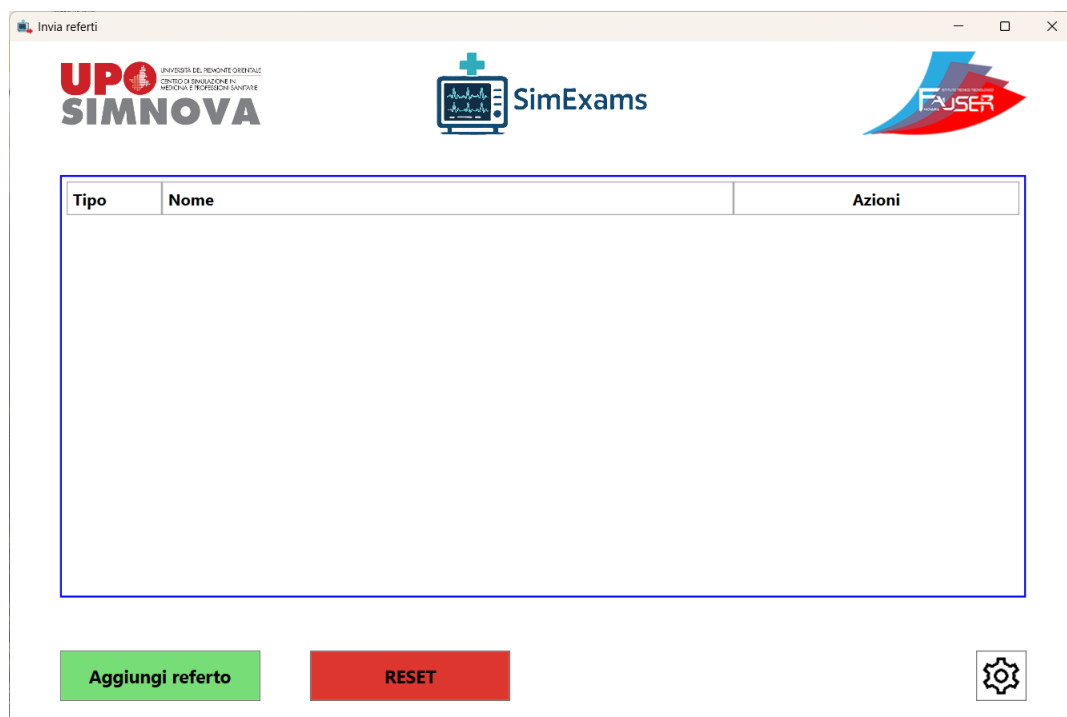 Invia referti
UPO
UNIVERSITÀ DEL PIEMONTE ORIENTALE
CENTRO DI SIMULAZIONE IN
MEDICINA E PROFESSIONI SANITARIE
SIMNOVA
SimExams
FAUSER
Tipo
Nome
Azioni
Aggiungi referto
RESET